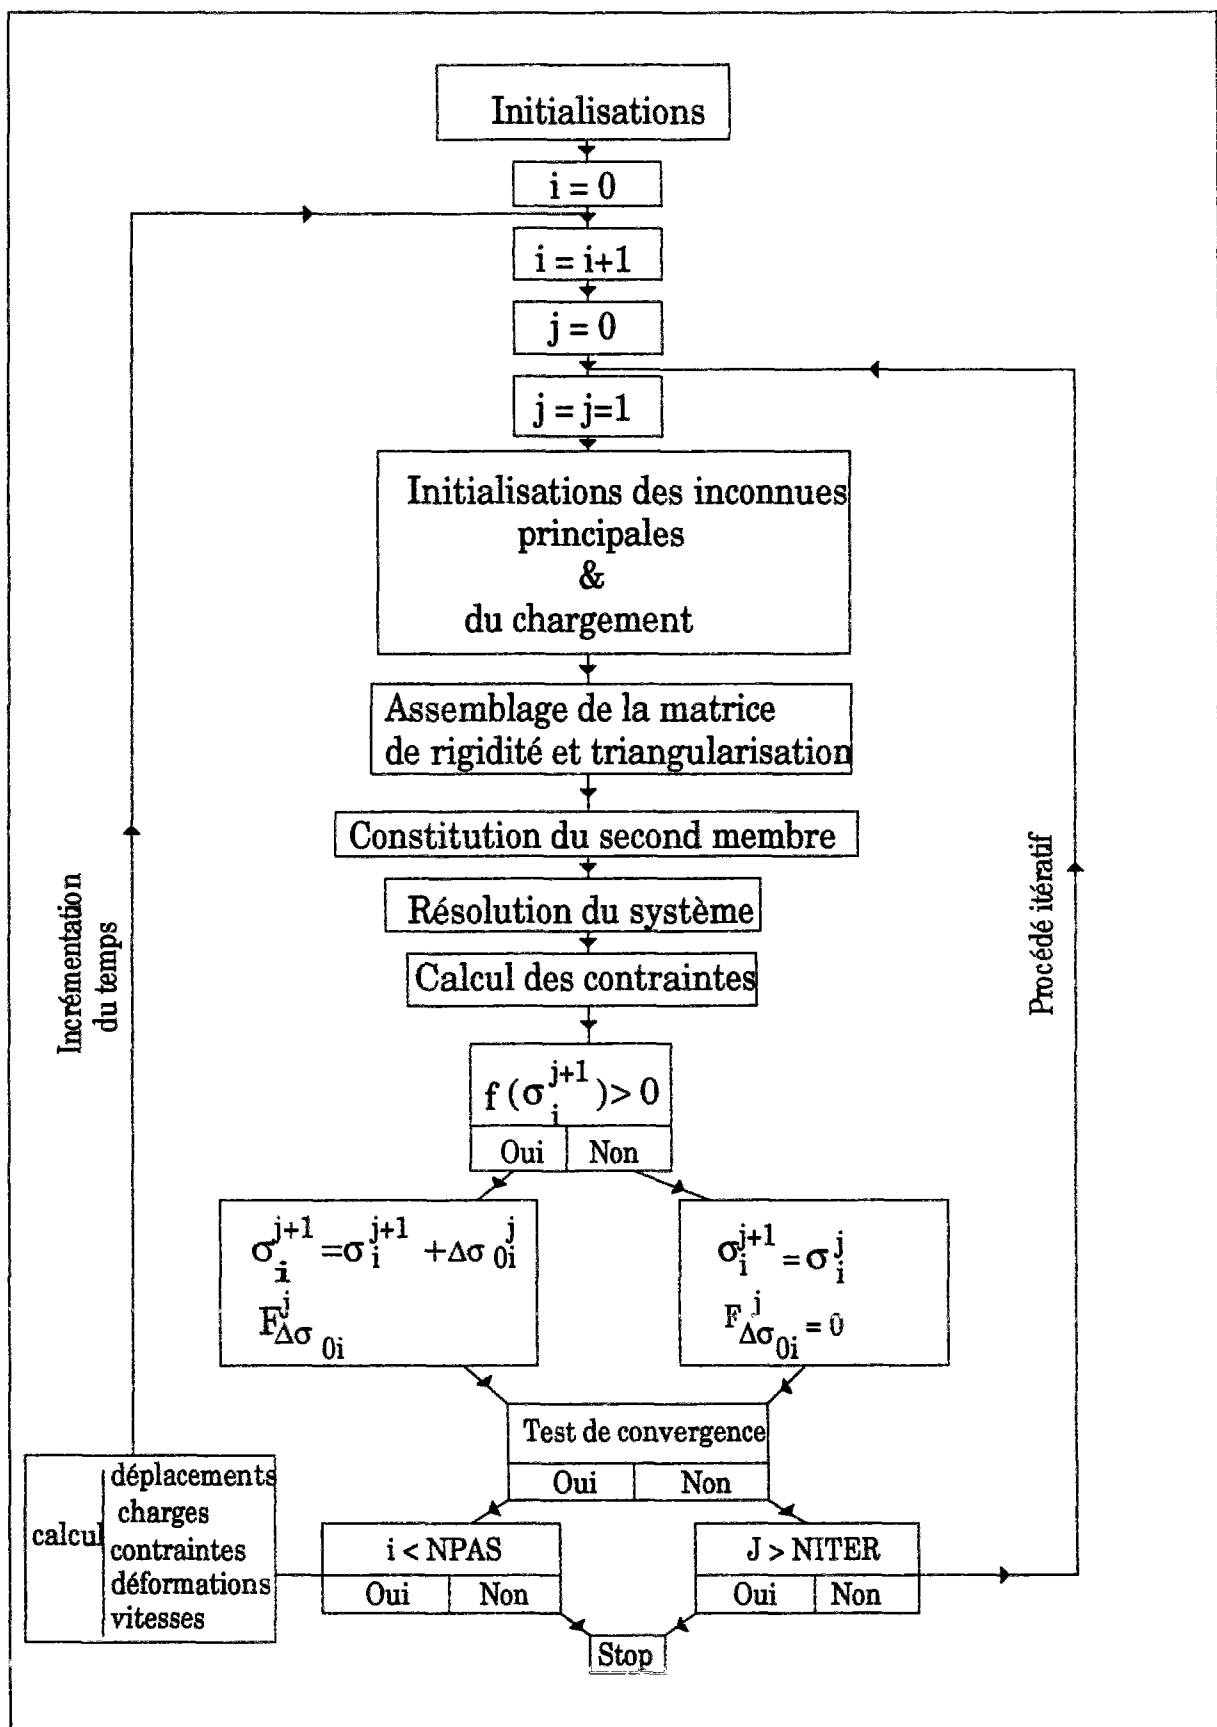 Initialisations
i = 0
i = i+1
j = 0
j = j=1
Initialisations des inconnues
principales
&
du chargement
Assemblage de la matrice
de rigidité et triangularisation
Constitution du second membre
Résolution du système
Calcul des contraintes
f (σ_i^{j+1}) > 0
Oui Non
σ_i^{j+1} = σ_i^{j+1} + Δσ_{0i}^j
F_{Δσ_{0i}}^j
σ_i^{j+1} = σ_i^j
F_{Δσ_{0i}}^j = 0
Test de convergence
Oui Non
i < NPAS
Oui Non
J > NITER
Oui Non
Stop
calcul
déplacements
charges
contraintes
déformations
vitesses
Incrémentation
du temps
Procédé itératif